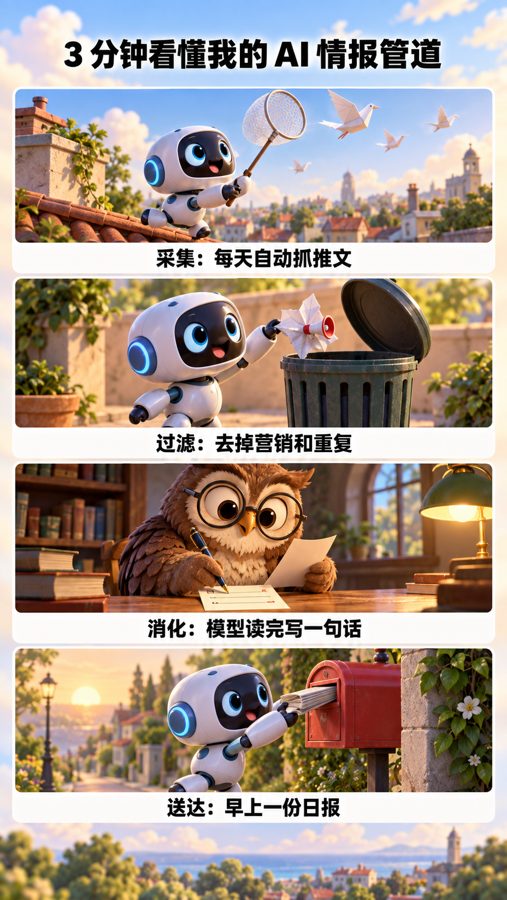 3 分钟看懂我的 AI 情报管道
采集：每天自动抓推文
过滤：去掉营销和重复
消化：模型读完写一句话
送达：早上一份日报